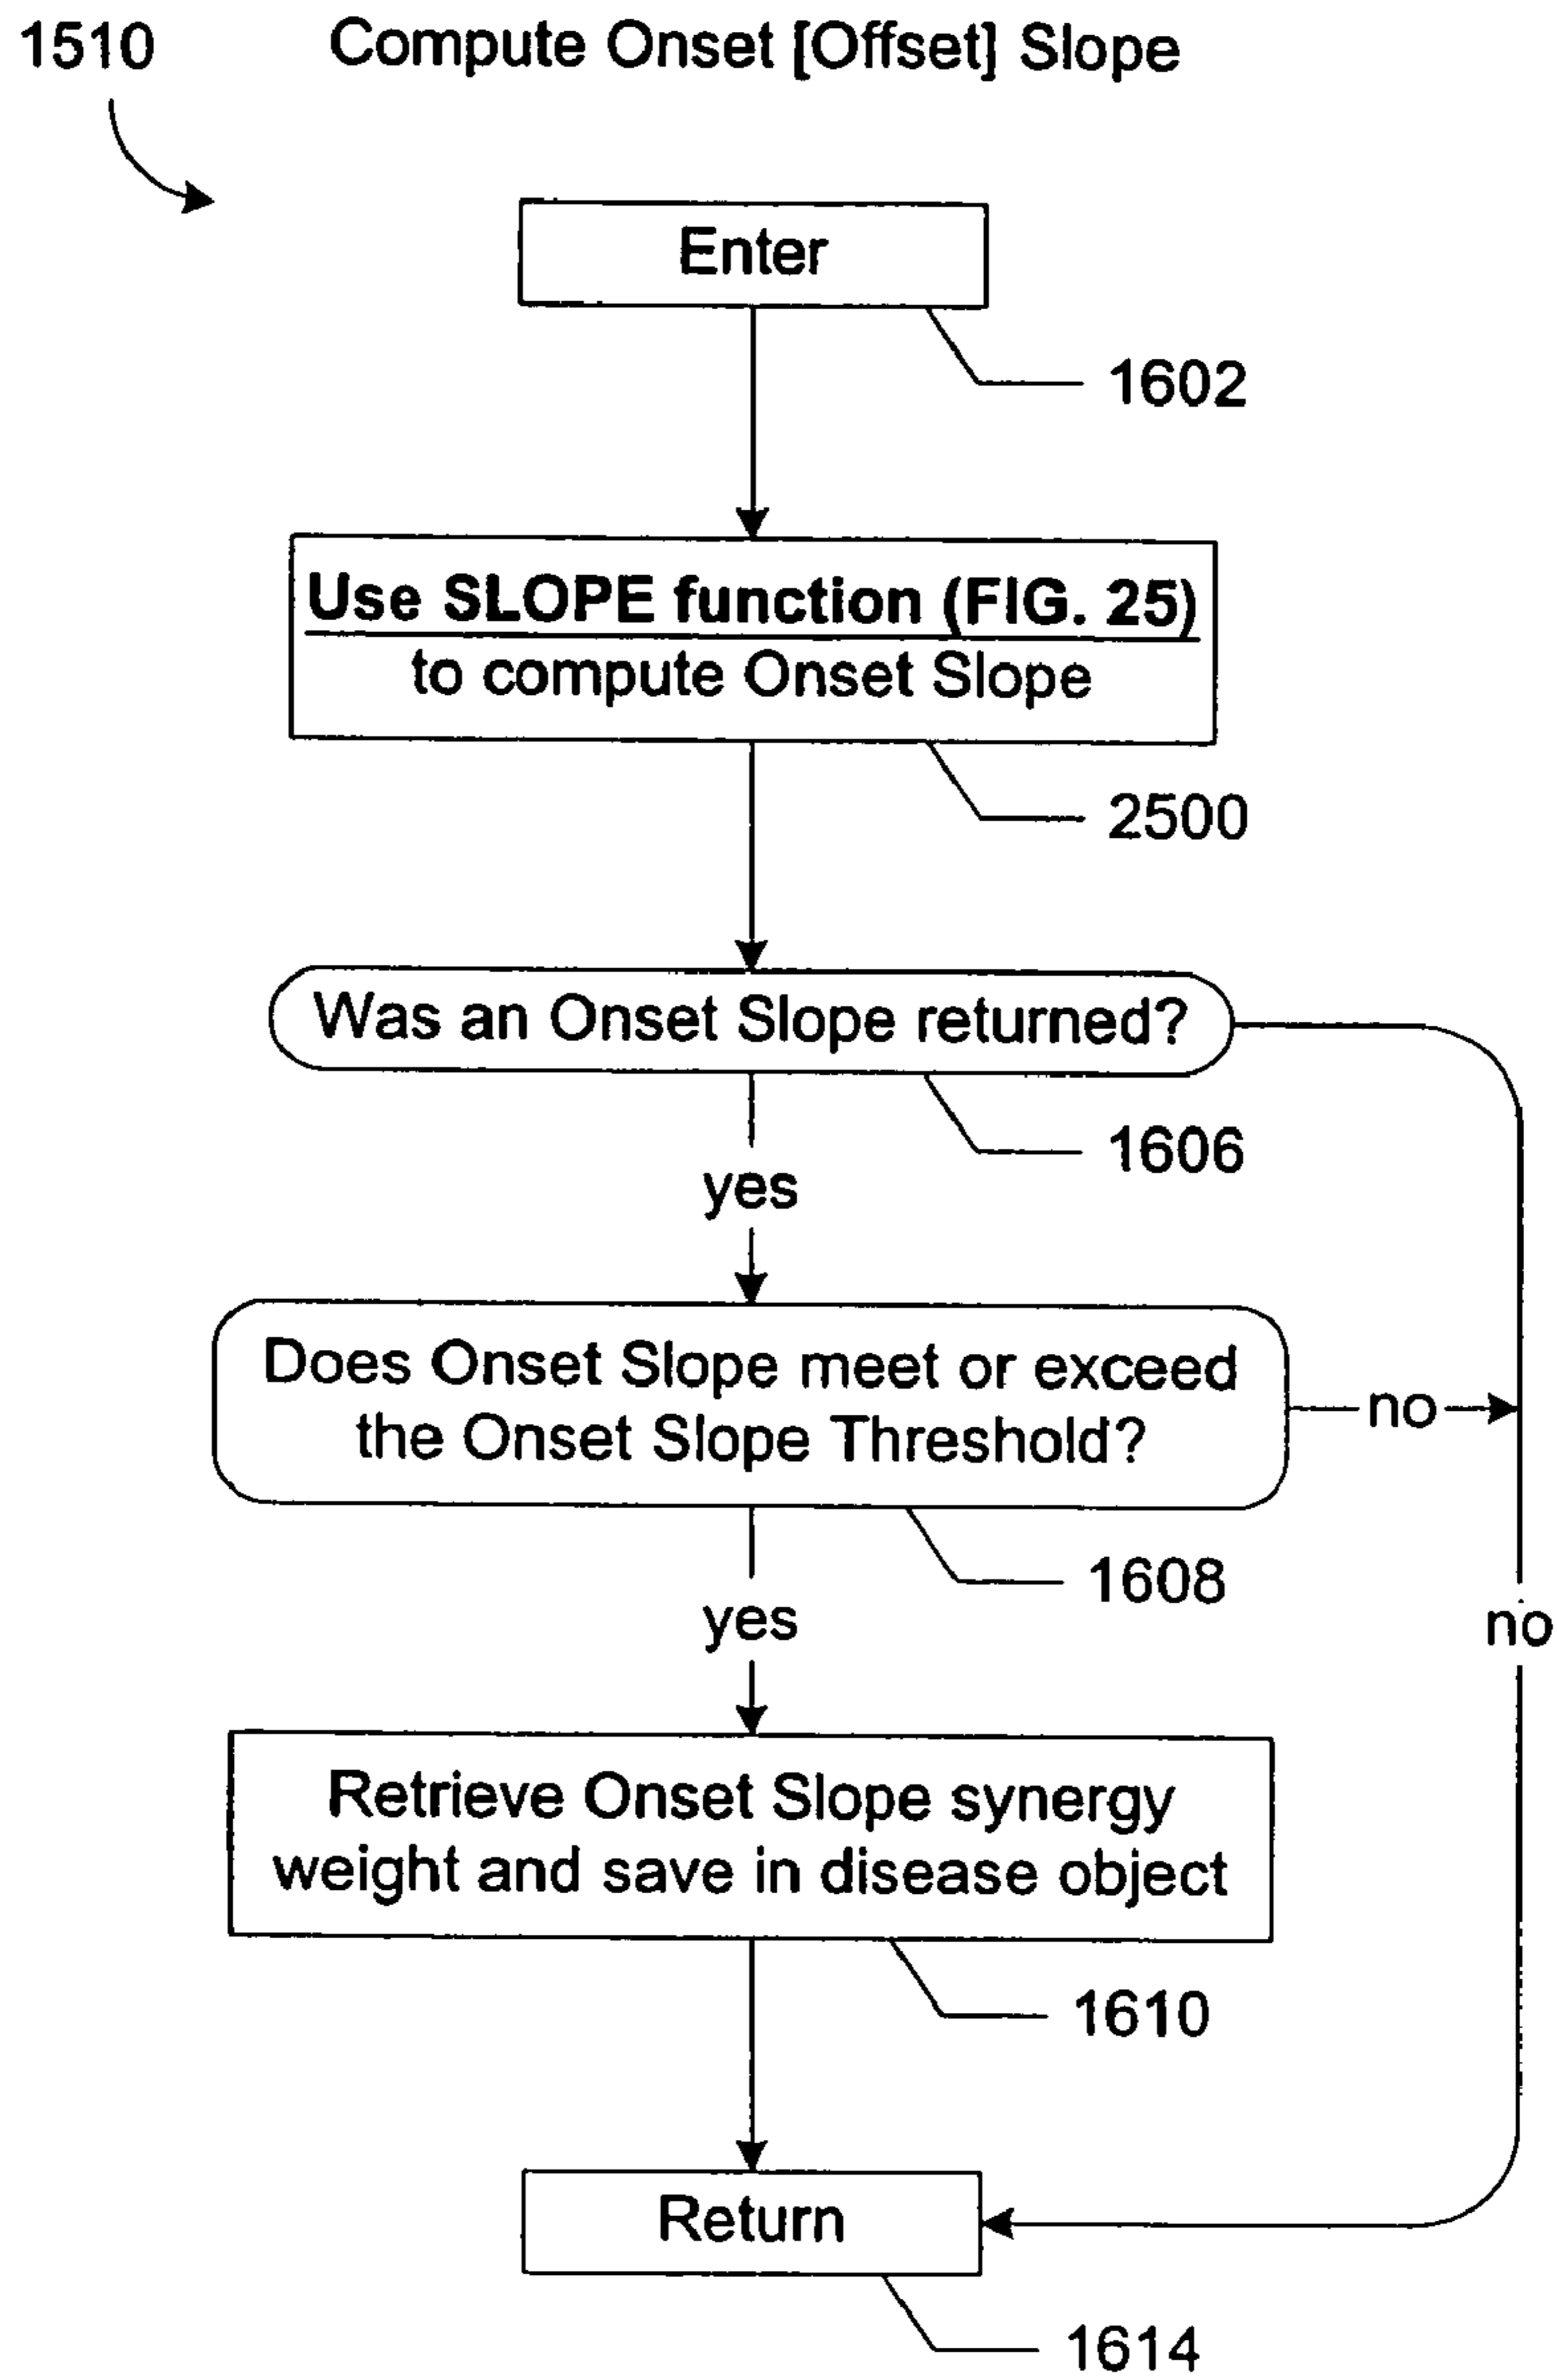 1510
Compute Onset [Offset] Slope
Enter
1602
Use SLOPE function (FIG. 25)
to compute Onset Slope
2500
Was an Onset Slope returned?
1606
yes
Does Onset Slope meet or exceed
the Onset Slope Threshold?
no
1608
yes
no
Retrieve Onset Slope synergy
weight and save in disease object
1610
Return
1614